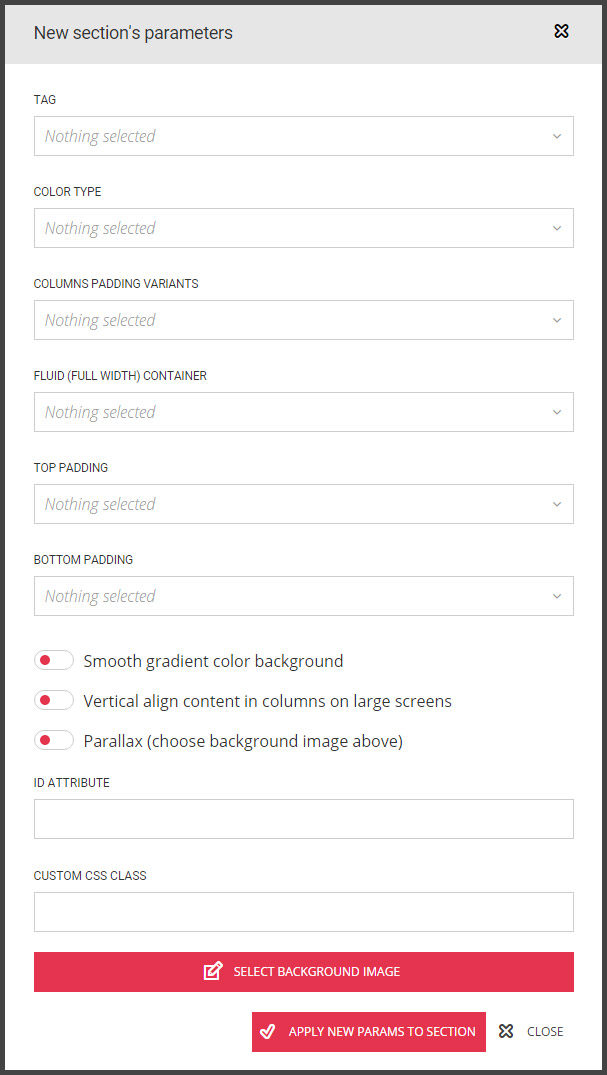 New section's parameters
TAG
Nothing selected
COLOR TYPE
Nothing selected
COLUMNS PADDING VARIANTS
Nothing selected
FLUID (FULL WIDTH) CONTAINER
Nothing selected
TOP PADDING
Nothing selected
BOTTOM PADDING
Nothing selected
Smooth gradient color background
Vertical align content in columns on large screens
Parallax (choose background image above)
ID ATTRIBUTE
CUSTOM CSS CLASS
SELECT BACKGROUND IMAGE
APPLY NEW PARAMS TO SECTION CLOSE